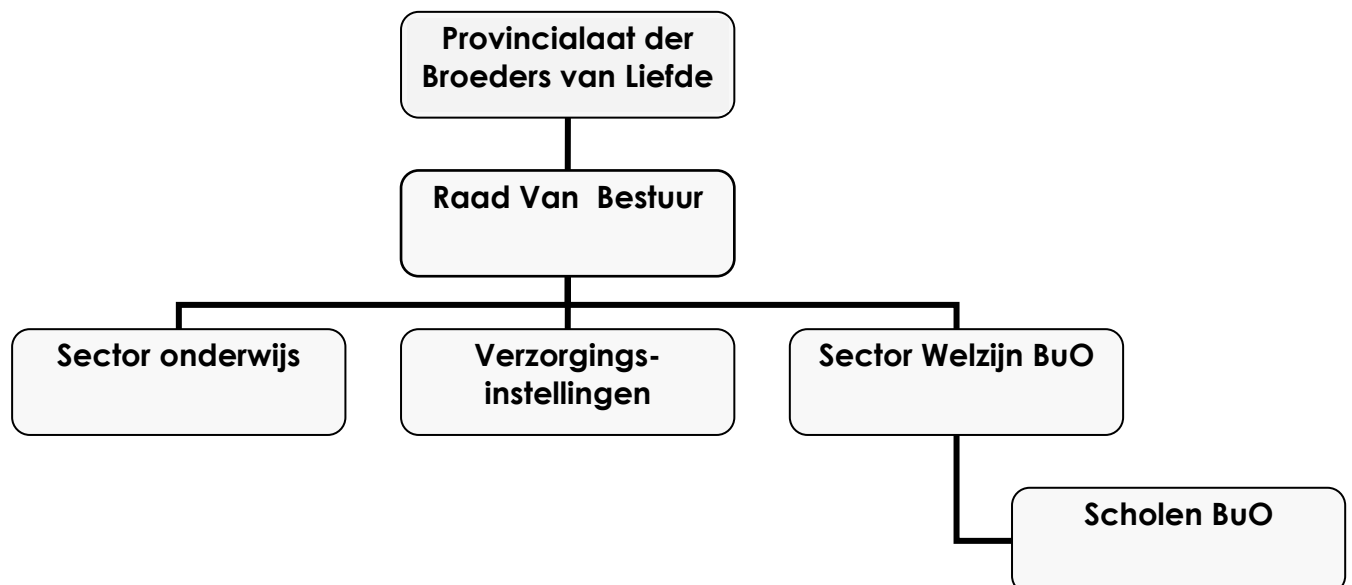 Provincialaat der
Broeders van Liefde
Raad Van  Bestuur
Sector onderwijs
Verzorgings-
instellingen
Sector Welzijn BuO
Scholen BuO